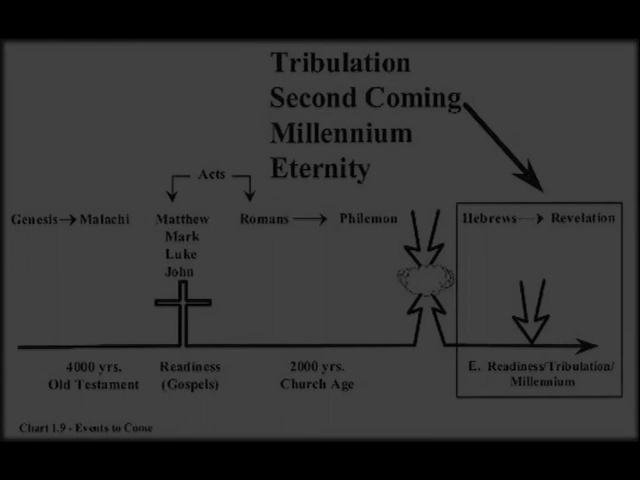 Tribulation
Second Coming
Millennium
Eternity
Acts
Genesis Malachi
Matthew
Mark
Luke
John
Romans Philemon
Hebrews Revelation
4000 yrs.
Old Testament
Readiness
(Gospels)
2000 yrs.
Church Age
E. Readiness/Tribulation/
Millennium
Chart 1.9 - Events to Come